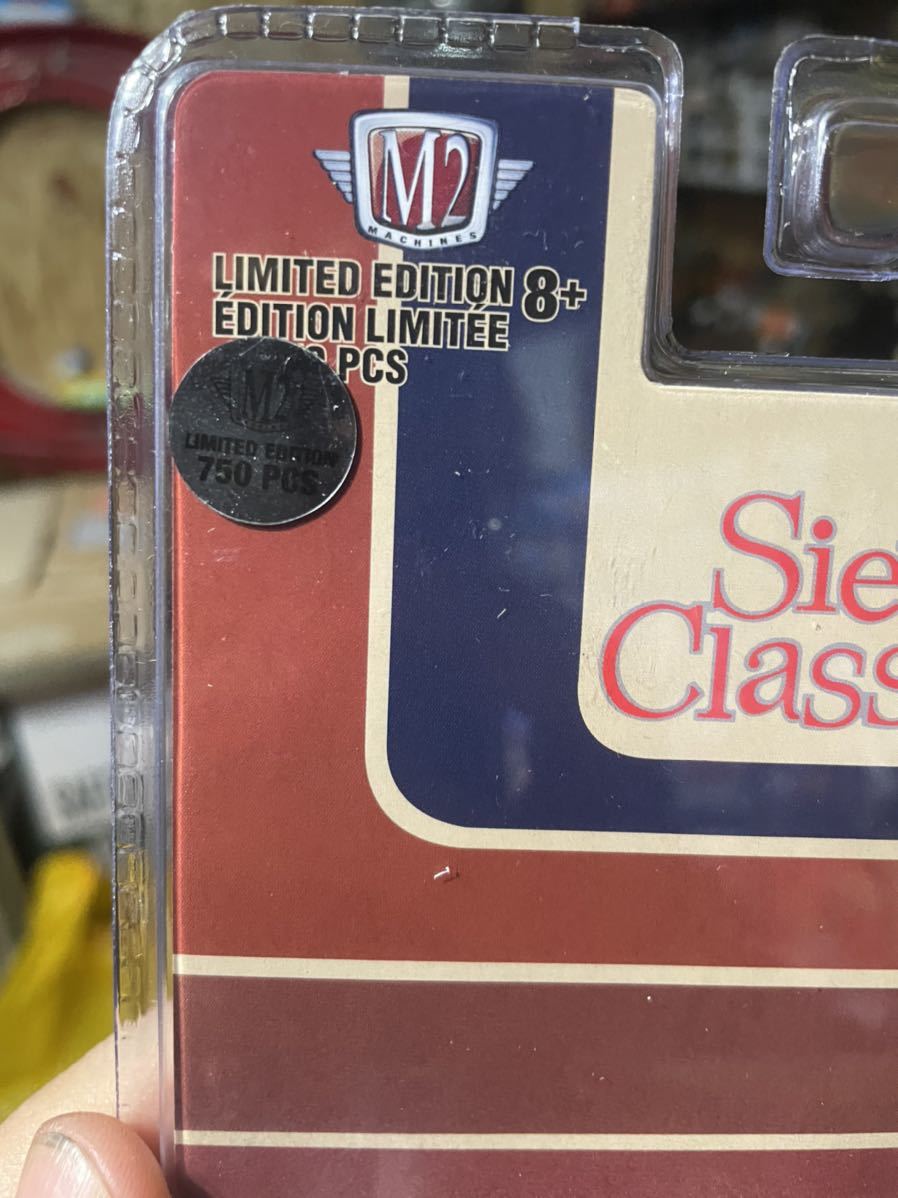 M2
MACHINES
LIMITED EDITION 8+
ÉDITION LIMITÉE
PCS
M2
LIMITED EDITION
750 PCS
Sie
Class